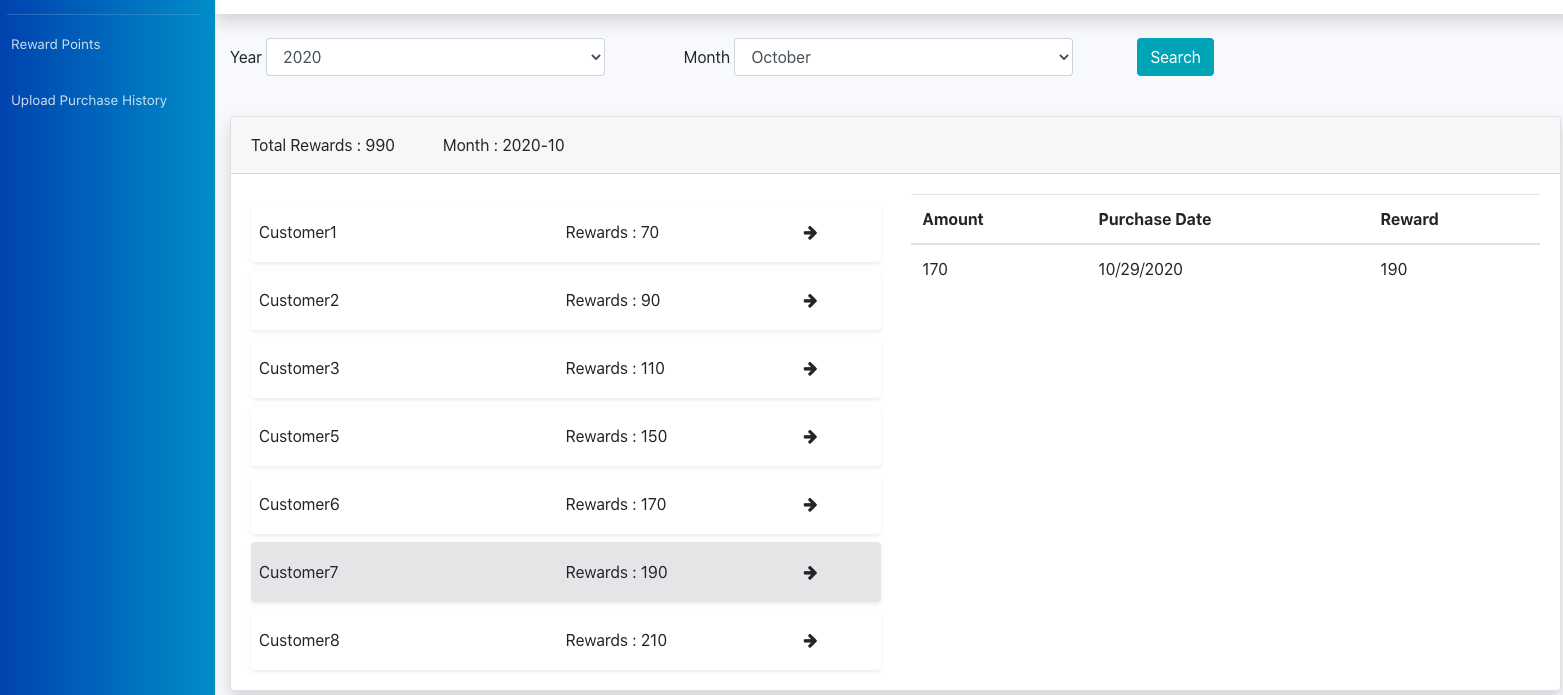 Reward Points
Upload Purchase History
Year 2020 Month October Search
Total Rewards : 990 Month : 2020-10
Customer1 Rewards : 70
Customer2 Rewards : 90
Customer3 Rewards : 110
Customer5 Rewards : 150
Customer6 Rewards : 170
Customer7 Rewards : 190
Customer8 Rewards : 210
Amount Purchase Date Reward
170 10/29/2020 190